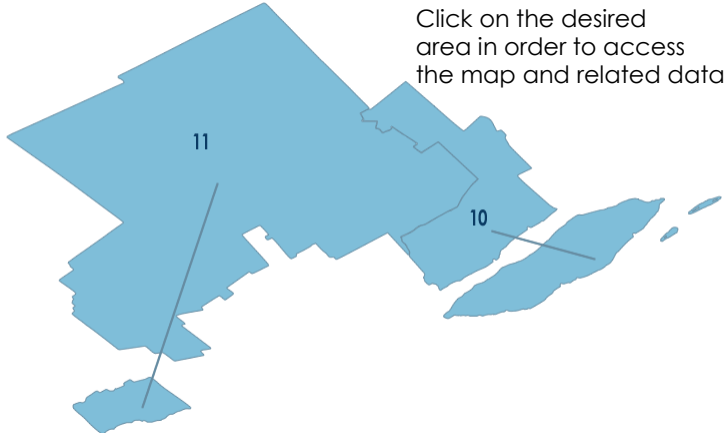 Click on the desired
area in order to access
the map and related data
11
10